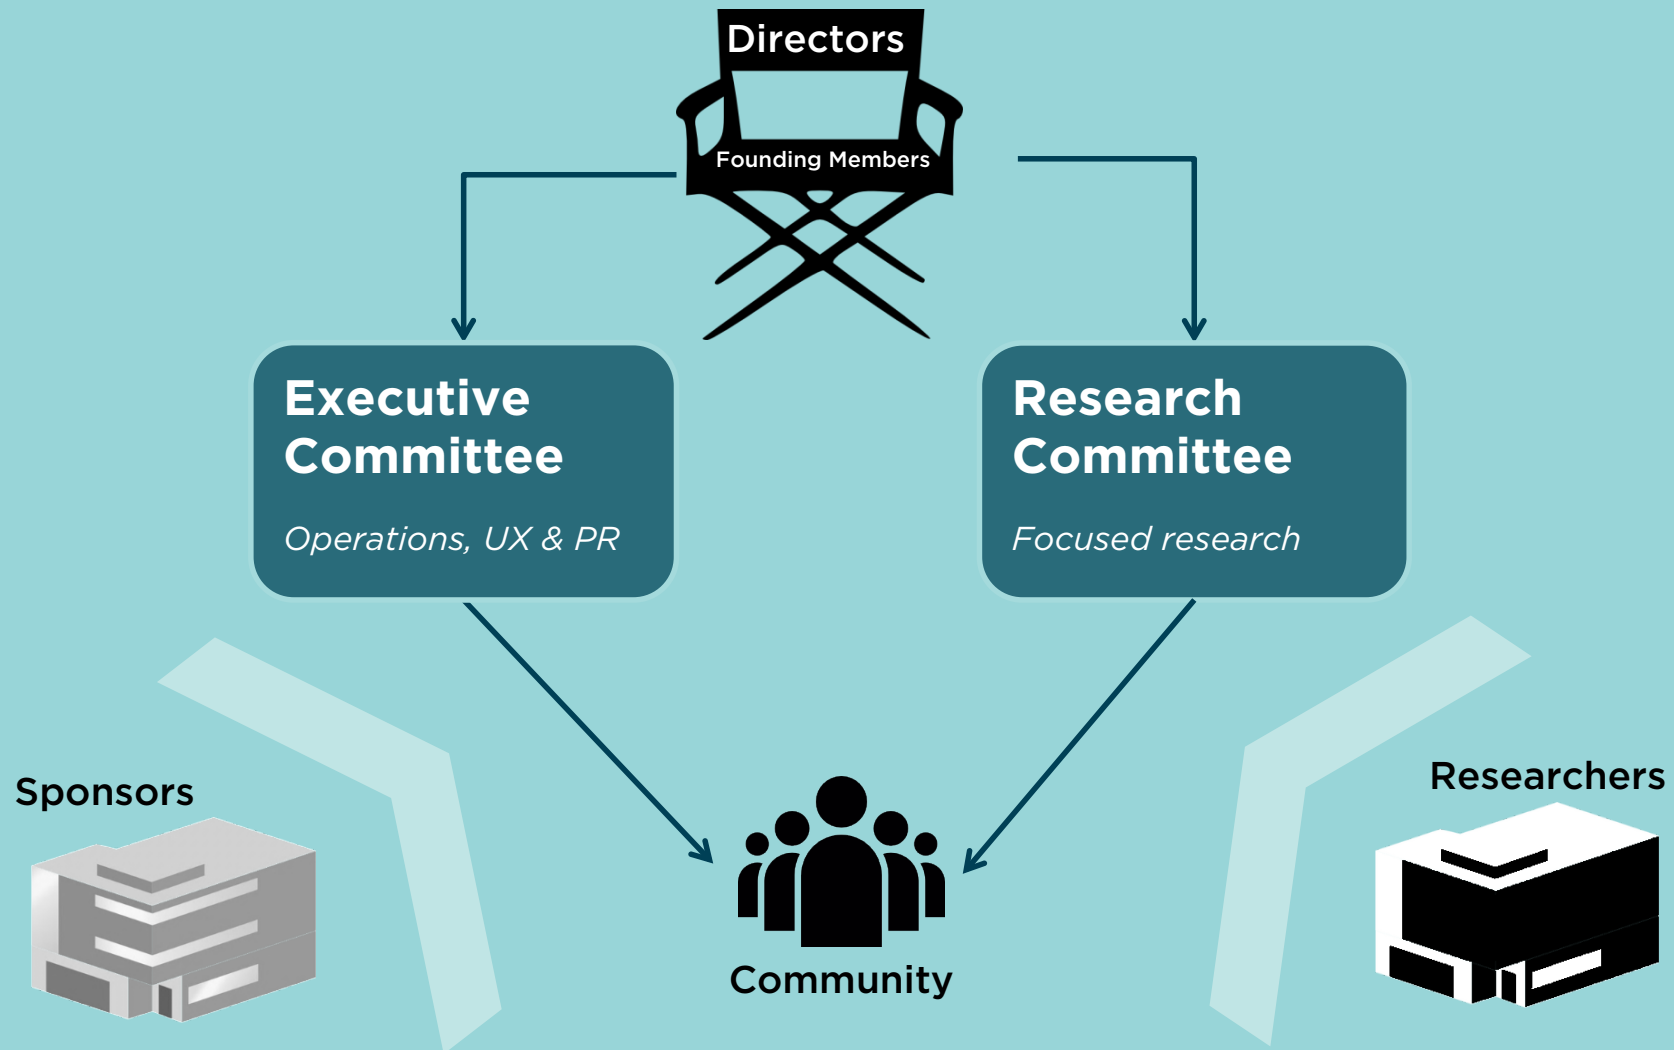 Directors
Founding Members
Executive
Committee
Operations, UX & PR
Research
Committee
Focused research
Sponsors
Researchers
Community